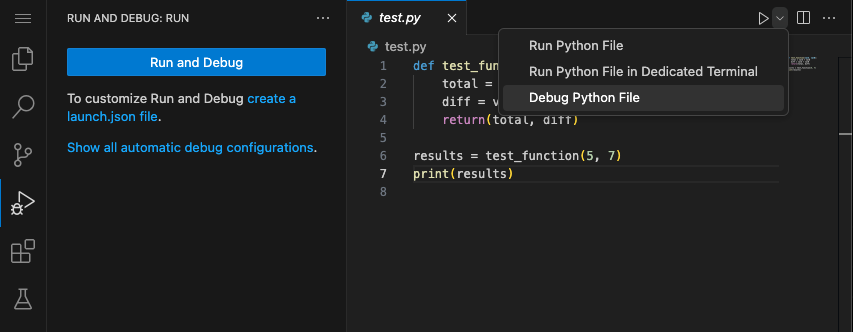 RUN AND DEBUG: RUN
Run and Debug
To customize Run and Debug create a
launch.json file.
Show all automatic debug configurations.
test.py
test.py
Run Python File
Run Python File in Dedicated Terminal
Debug Python File
1 def test_fun
2 total =
3 diff = v
4 return(total, diff)
5
6 results = test_function(5, 7)
7 print(results)
8